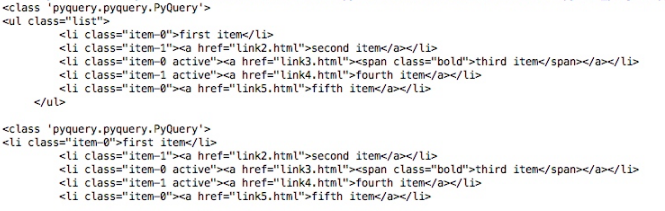 <class 'pyquery.pyquery.PyQuery'>
<ul class="list">
<li class="item-0">first item</li>
<li class="item-1"><a href="link2.html">second item</a></li>
<li class="item-0 active"><a href="link3.html"><span class="bold">third item</span></a></li>
<li class="item-1 active"><a href="link4.html">fourth item</a></li>
<li class="item-0"><a href="link5.html">fifth item</a></li>
</ul>
<class 'pyquery.pyquery.PyQuery'>
<li class="item-0">first item</li>
<li class="item-1"><a href="link2.html">second item</a></li>
<li class="item-0 active"><a href="link3.html"><span class="bold">third item</span></a></li>
<li class="item-1 active"><a href="link4.html">fourth item</a></li>
<li class="item-0"><a href="link5.html">fifth item</a></li>